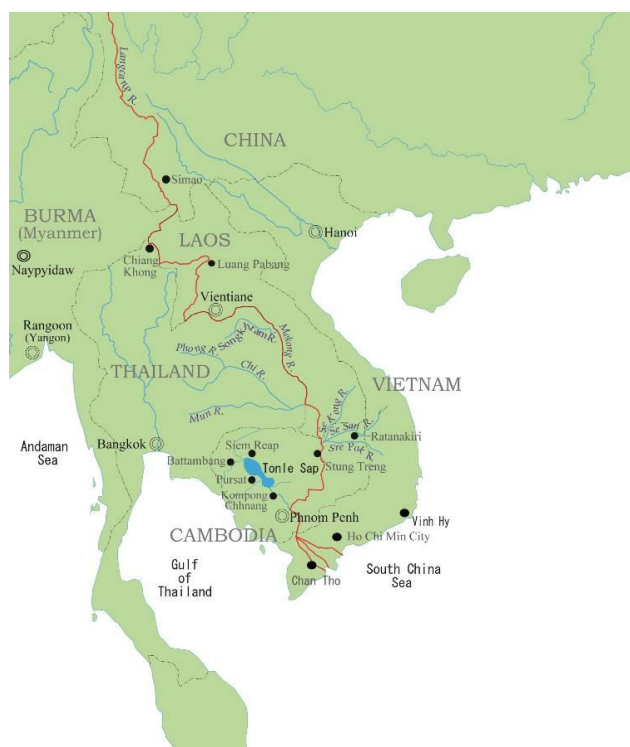 Langcang R.
CHINA
Simao
BURMA
(Myanmer)
Hanoi
LAOS
Chiang
Khong
Luang Pabang
Naypyidaw
Vientiane
Rangoon
(Yangon)
Phong R.
Songkhram R.
Mekong R.
THAILAND
Chi R.
VIETNAM
Mun R.
Se Kong R.
Se San R.
Sre Pok R.
Ratanakiri
Andaman
Sea
Bangkok
Siem Reap
Battambang
Tonle Sap
Stung Treng
Pursat
Kompong
Chhnang
Phnom Penh
Vinh Hy
CAMBODIA
Ho Chi Min City
Gulf
of
Thailand
Chan Tho
South China
Sea